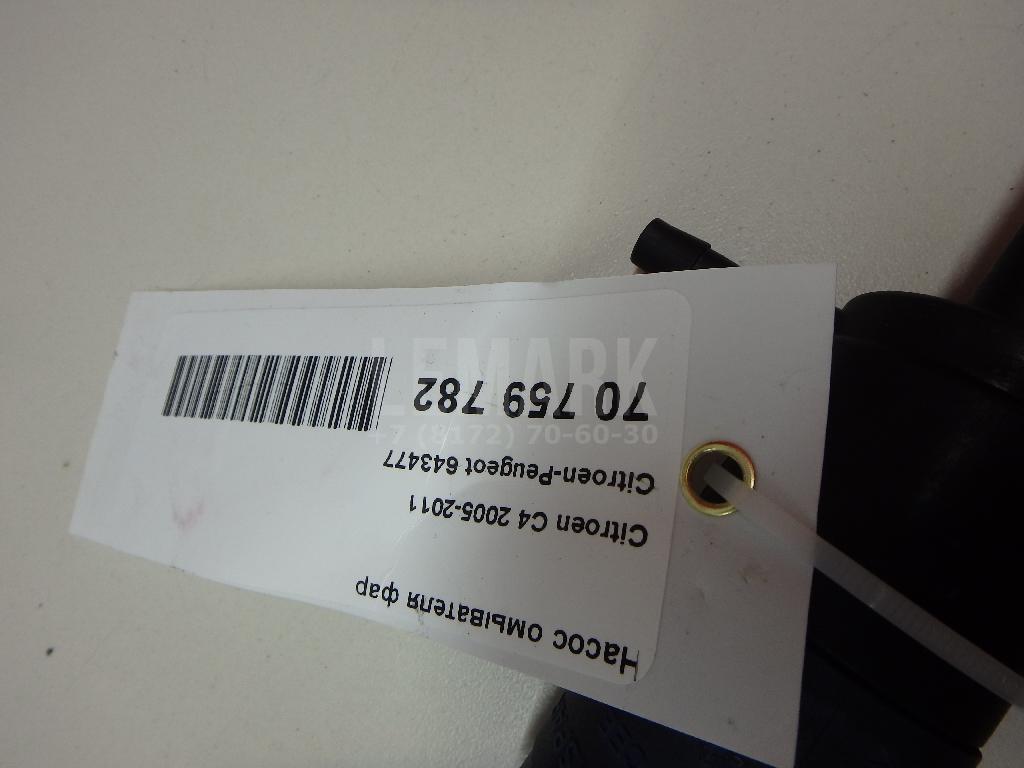 Насос омывателя фар
Citroen C4 2005-2011
Citroen-Peugeot 643477
70 759 782
LEMARK
+7 (8172) 70-60-30